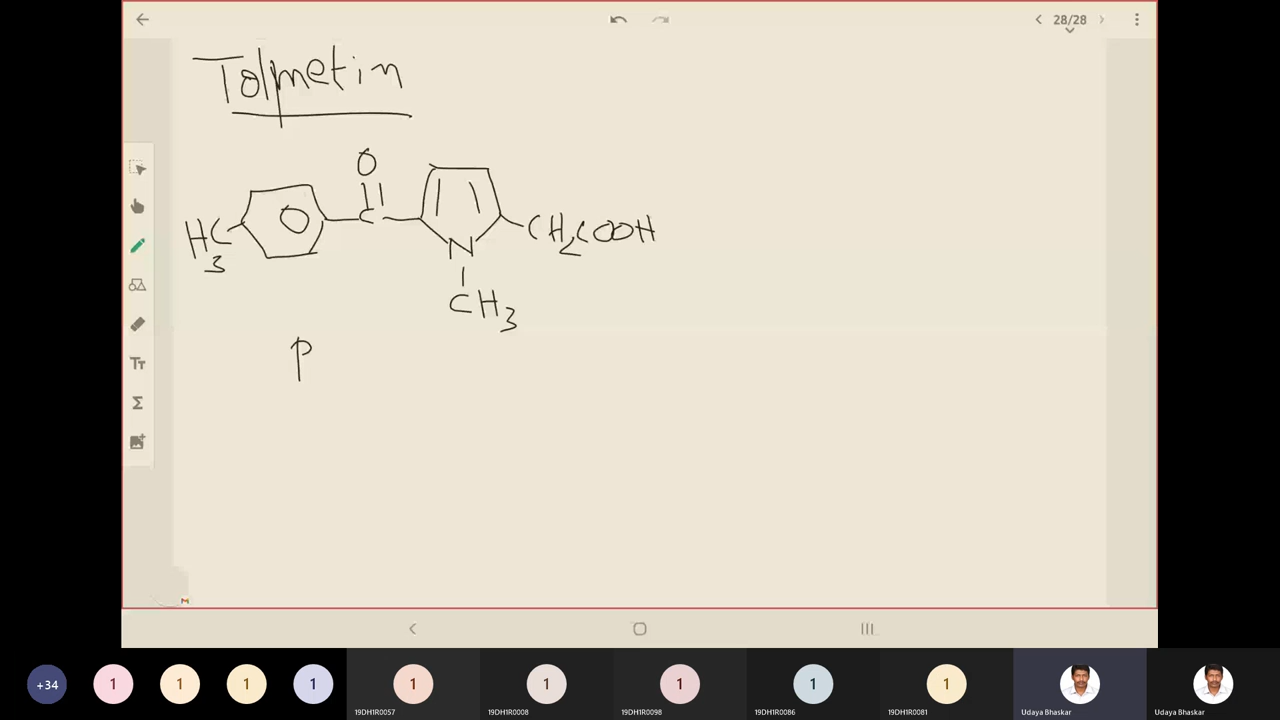 28/28
Tolmetin
O
H3C
C
N
CH2COOH
CH3
P
Tт
Σ
+34
1
1
1
1
1
1
1
1
1
19DH1R0057
19DH1R0008
19DH1R0098
19DH1R0086
19DH1R0081
Udaya Bhaskar
Udaya Bhaskar